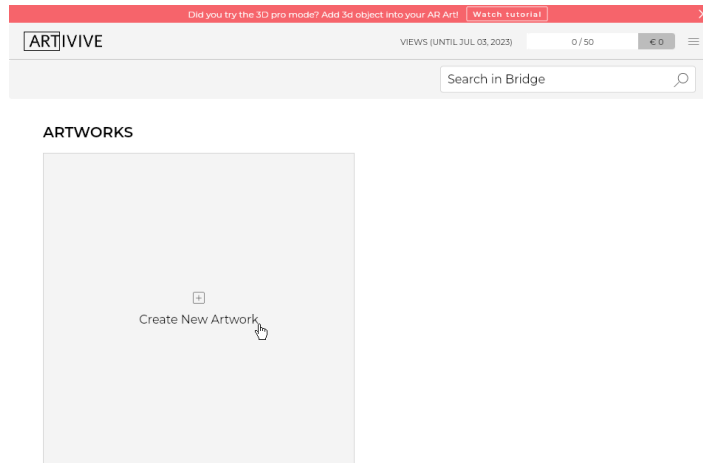 Did you try the 3D pro mode? Add 3d object into your AR Art! Watch tutorial
ARTIVIVE VIEWS (UNTIL JUL 03, 2023) 0 / 50 € 0
Search in Bridge
ARTWORKS
Create New Artwork